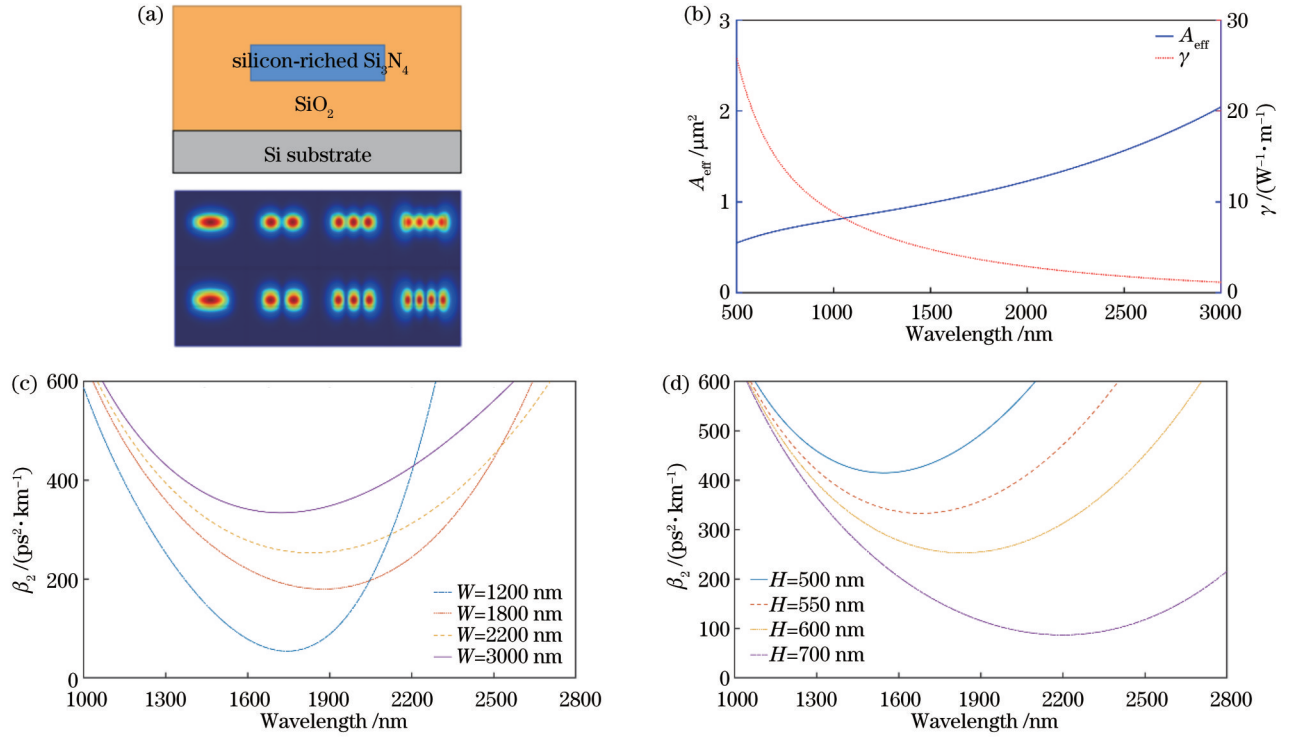 (a)
silicon-riched Si₃N₄
SiO₂
Si substrate
(b)
3
2
1
0
A_eff /μm²
30
20
10
0
γ /(W⁻¹·m⁻¹)
A_eff
γ
500 1000 1500 2000 2500 3000
Wavelength /nm
(c)
600
400
200
0
β₂ /(ps²·km⁻¹)
W=1200 nm
W=1800 nm
W=2200 nm
W=3000 nm
1000 1300 1600 1900 2200 2500 2800
Wavelength /nm
(d)
600
500
400
300
200
100
0
β₂ /(ps²·km⁻¹)
H=500 nm
H=550 nm
H=600 nm
H=700 nm
1000 1300 1600 1900 2200 2500 2800
Wavelength /nm